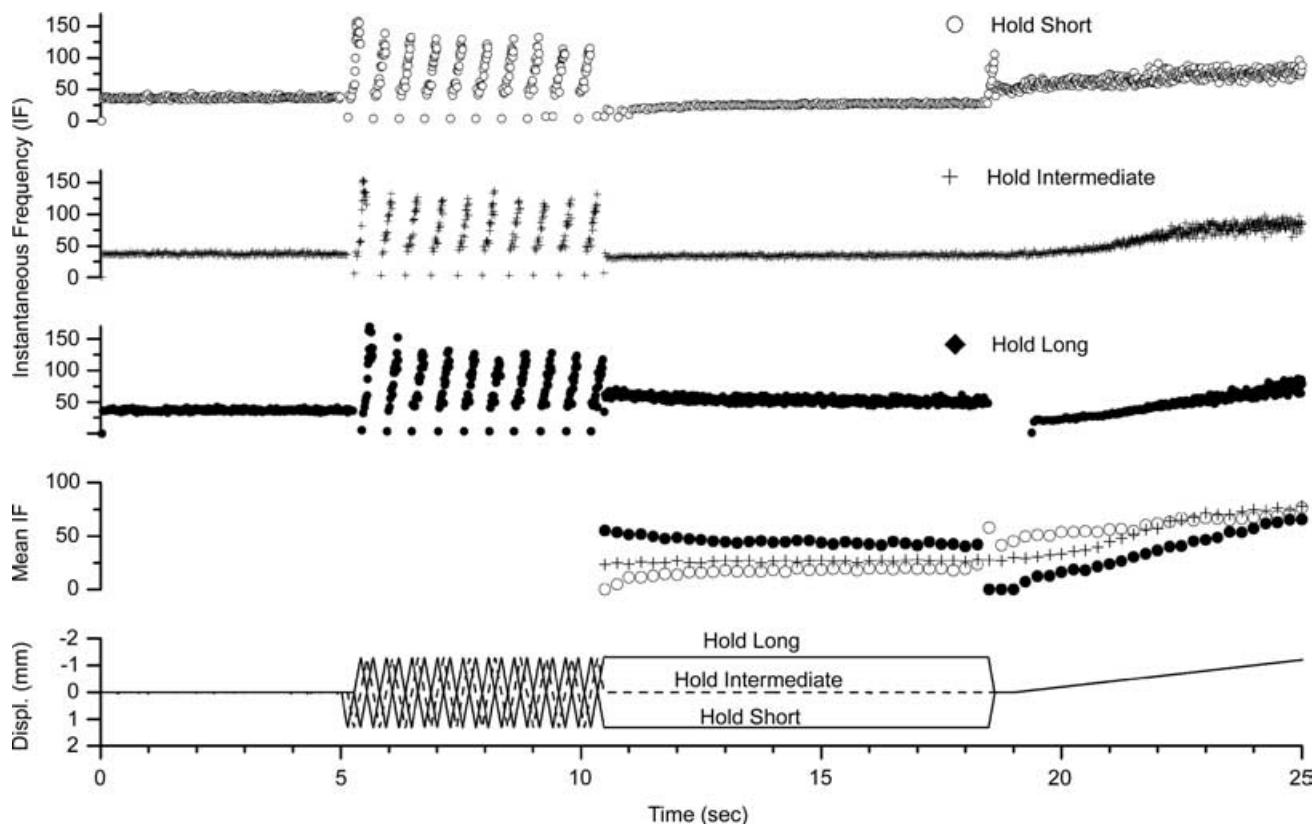 Instantaneous Frequency (IF)
150
100
50
0
Hold Short
150
100
50
0
Hold Intermediate
150
100
50
0
Hold Long
Mean IF
100
50
0
Displ. (mm)
-2
-1
0
1
2
Hold Long
Hold Intermediate
Hold Short
0 5 10 15 20 25
Time (sec)